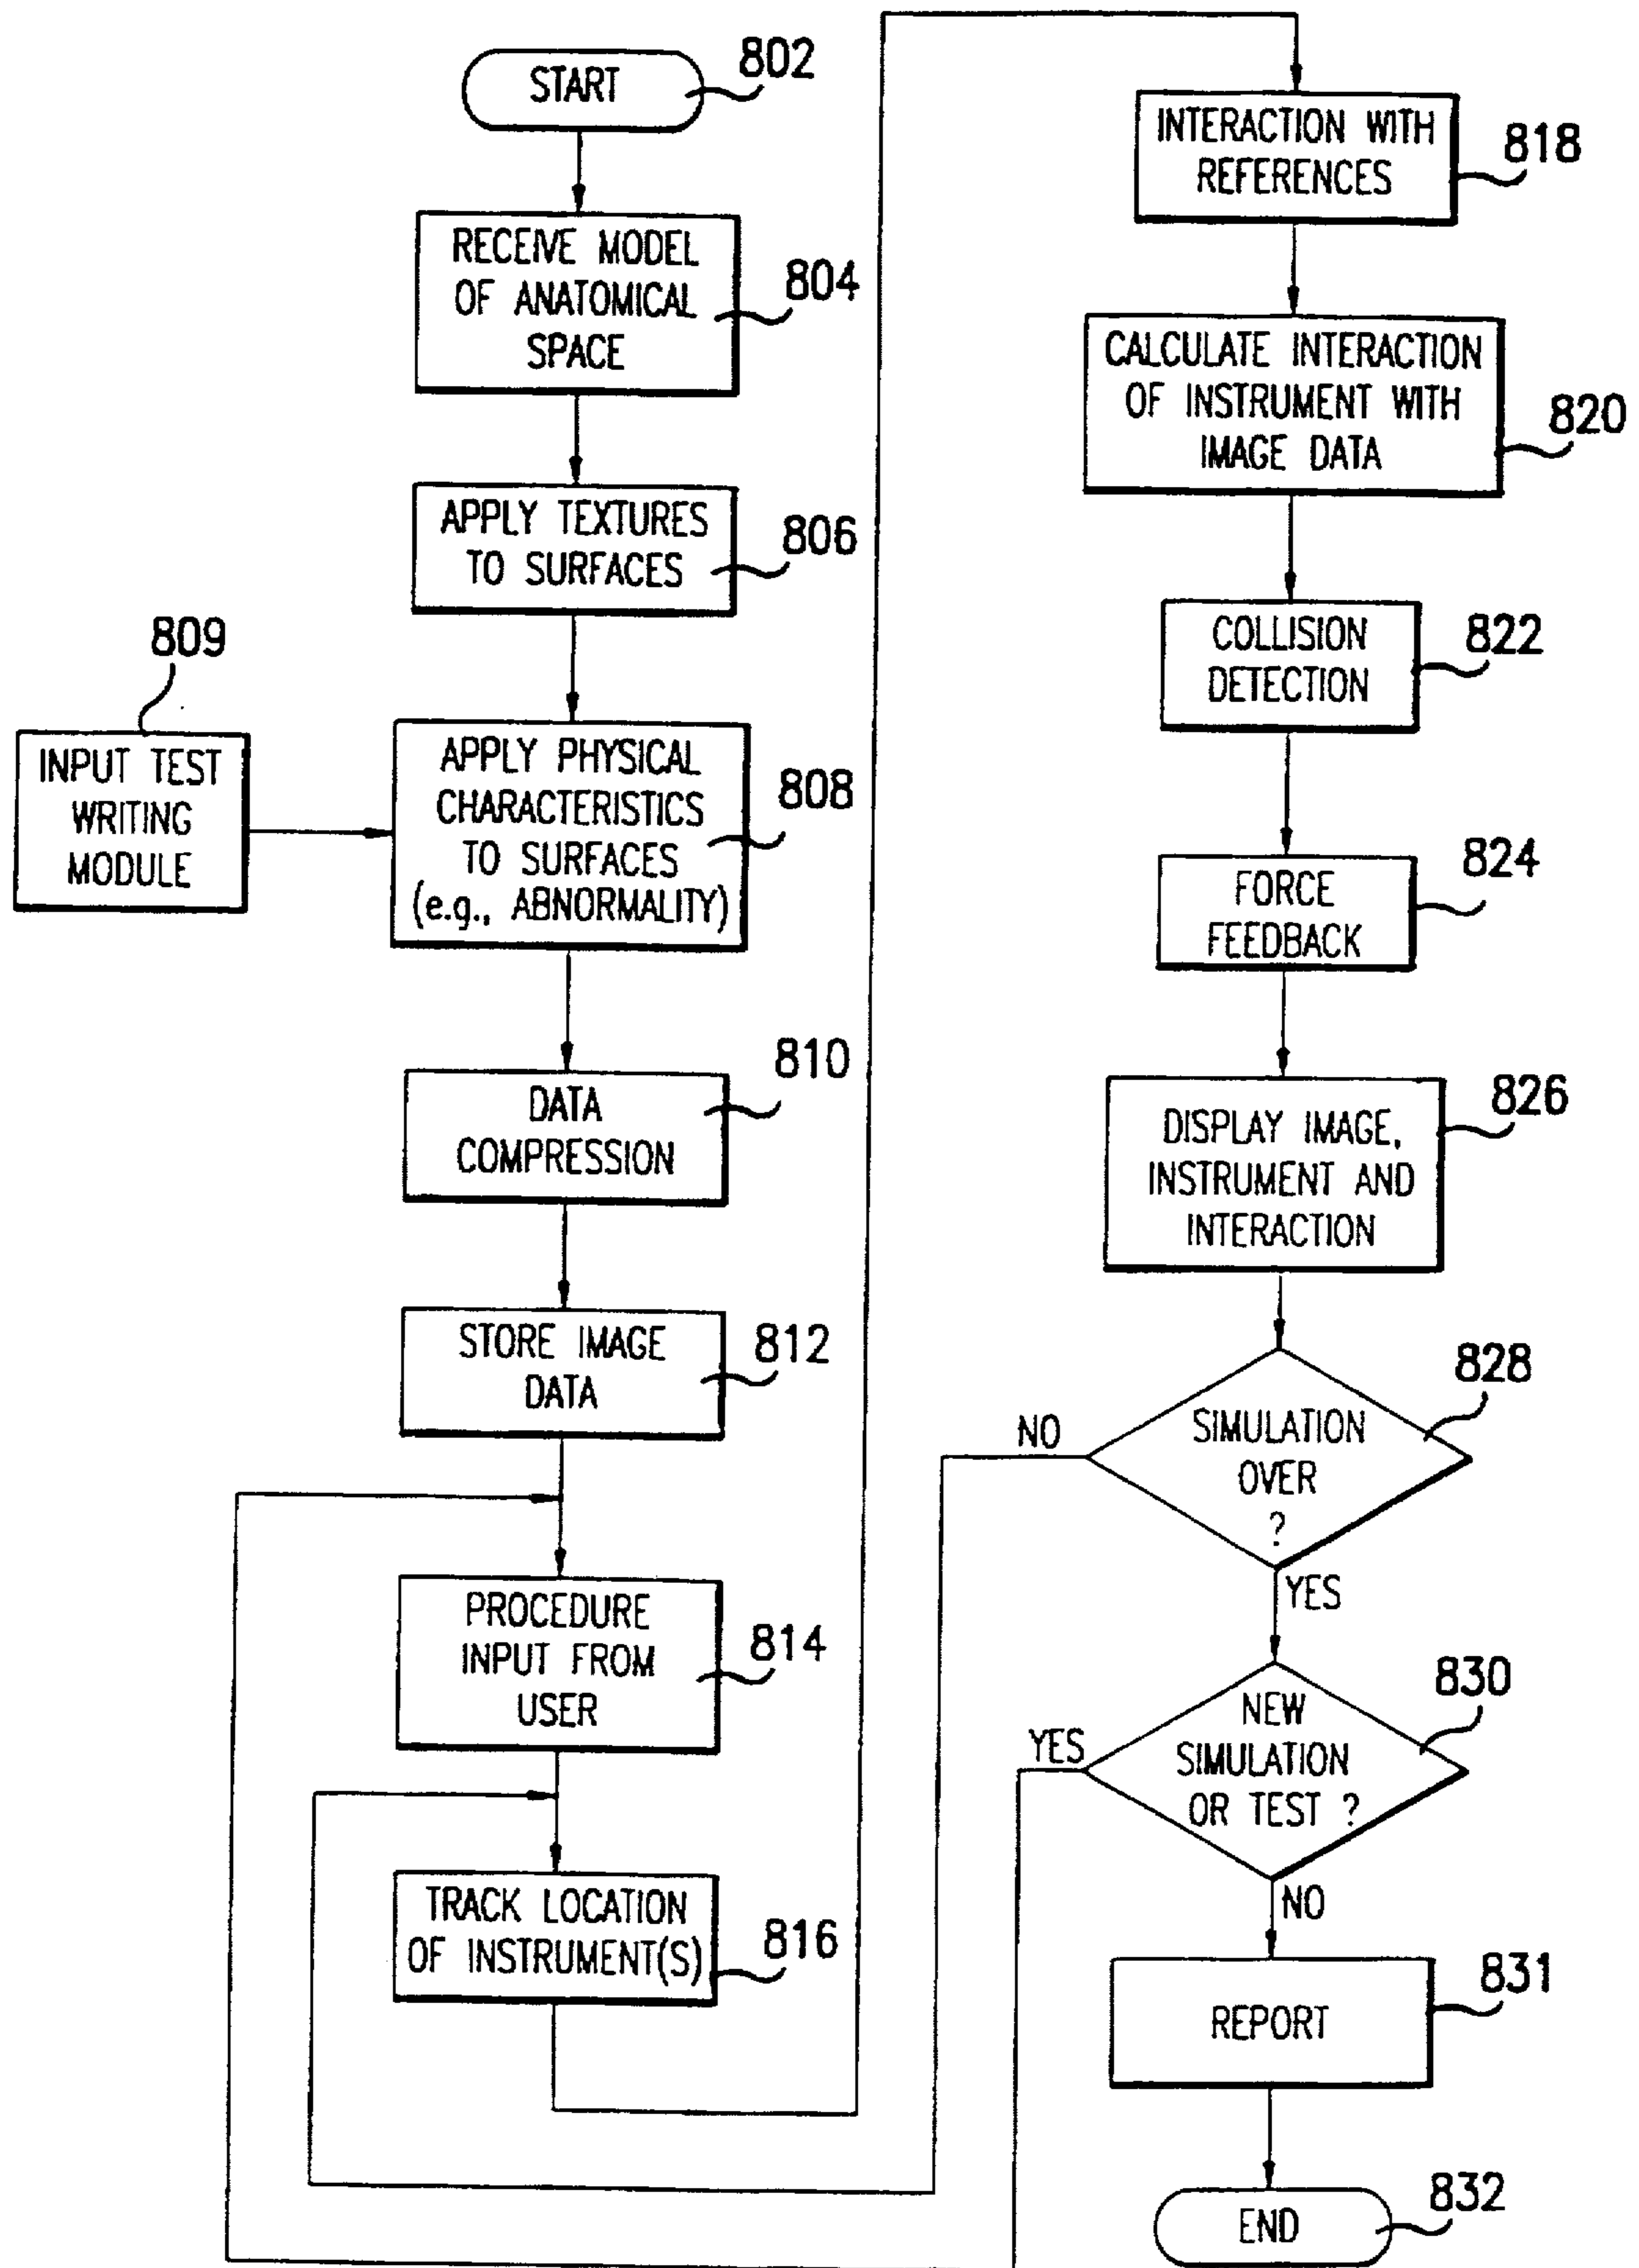 START
802
RECEIVE MODEL
OF ANATOMICAL
SPACE
804
APPLY TEXTURES
TO SURFACES
806
809
INPUT TEST
WRITING
MODULE
APPLY PHYSICAL
CHARACTERISTICS
TO SURFACES
(e.g., ABNORMALITY)
808
DATA
COMPRESSION
810
STORE IMAGE
DATA
812
PROCEDURE
INPUT FROM
USER
814
TRACK LOCATION
OF INSTRUMENT(S)
816
INTERACTION WITH
REFERENCES
818
CALCULATE INTERACTION
OF INSTRUMENT WITH
IMAGE DATA
820
COLLISION
DETECTION
822
FORCE
FEEDBACK
824
DISPLAY IMAGE,
INSTRUMENT AND
INTERACTION
826
SIMULATION
OVER
?
828
NO
YES
NEW
SIMULATION
OR TEST ?
830
YES
NO
REPORT
831
END
832